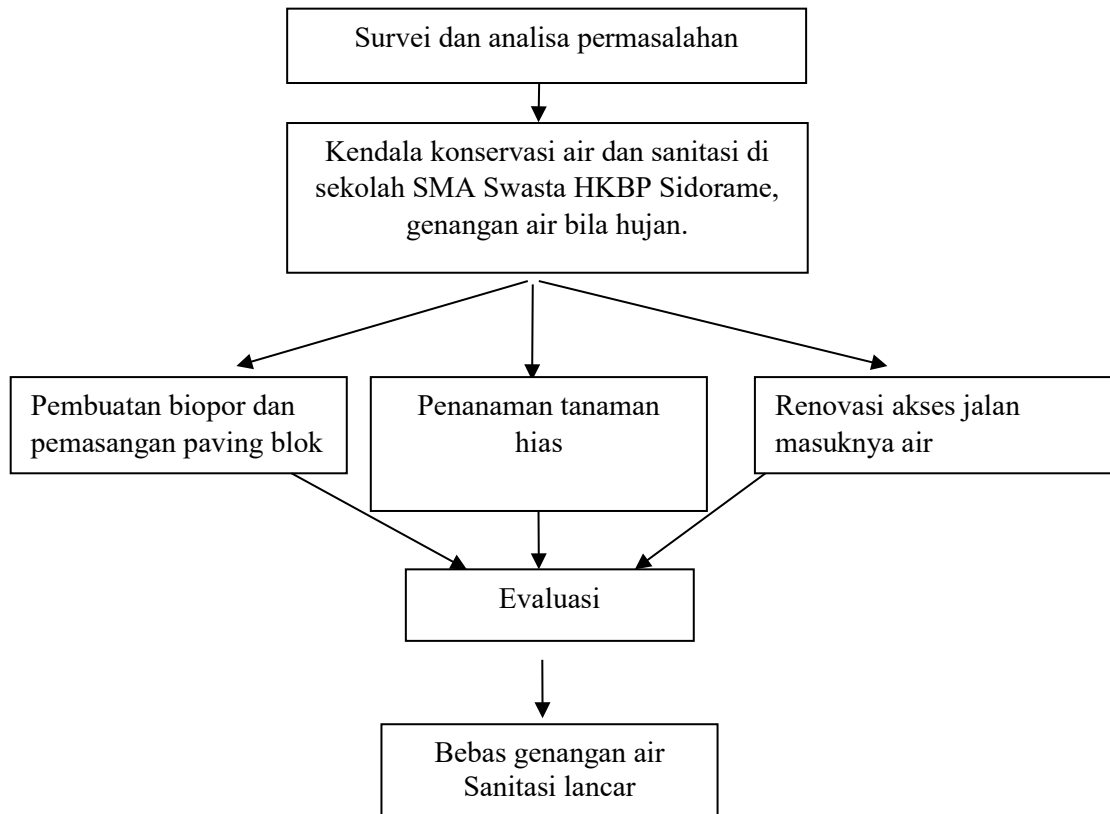 Survei dan analisa permasalahan
Kendala konservasi air dan sanitasi di
sekolah SMA Swasta HKBP Sidorame,
genangan air bila hujan.
Pembuatan biopor dan
pemasangan paving blok
Penanaman tanaman
hias
Renovasi akses jalan
masuknya air
Evaluasi
Bebas genangan air
Sanitasi lancar